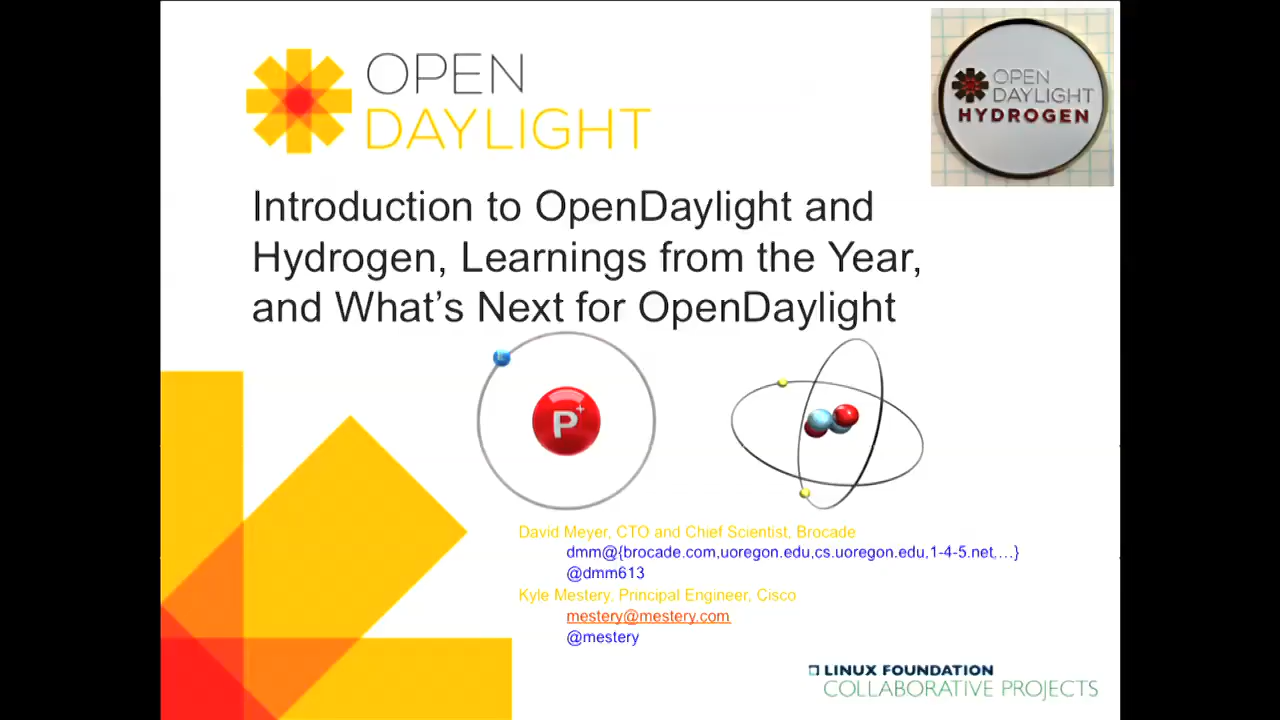 OPEN
DAYLIGHT
OPEN
DAYLIGHT
HYDROGEN
Introduction to OpenDaylight and
Hydrogen, Learnings from the Year,
and What's Next for OpenDaylight
P+
David Meyer, CTO and Chief Scientist, Brocade
dmm@{brocade.com,uoregon.edu,cs.uoregon.edu,1-4-5.net,…}
@dmm613
Kyle Mestery, Principal Engineer, Cisco
mestery@mestery.com
@mestery
LINUX FOUNDATION
COLLABORATIVE PROJECTS